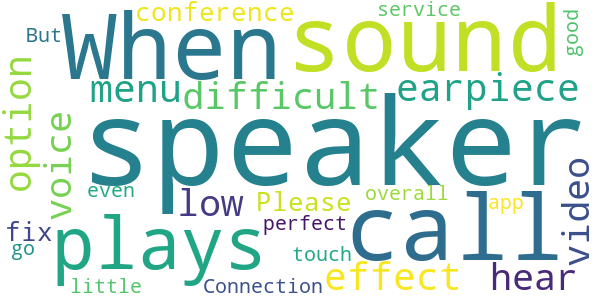 conference
service
But
When
sound
good
menu
difficult
earpiece
option
voice
speaker
video
even
low
Please
overall
app
perfect
call
fix
go
plays
touch
effect
hear
little
Connection